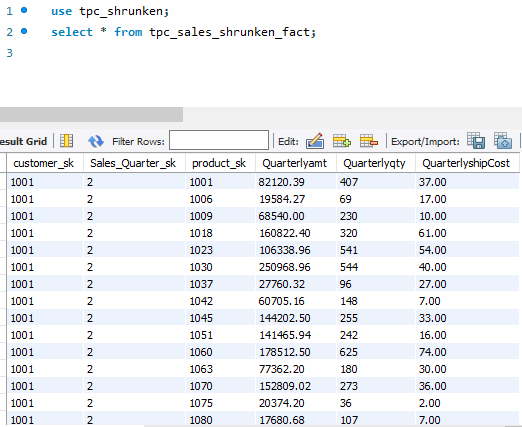 1 use tpc_shrunken;
2 select * from tpc_sales_shrunken_fact;
3
esult Grid Filter Rows: Edit: Export/Import:
customer_sk Sales_Quarter_sk product_sk Quarterlyamt Quarterlyqty QuarterlyshipCost
1001 2 1001 82120.39 407 37.00
1001 2 1006 19584.27 69 17.00
1001 2 1009 68540.00 230 10.00
1001 2 1018 160822.40 320 61.00
1001 2 1023 106338.96 541 54.00
1001 2 1030 250968.96 544 40.00
1001 2 1037 27760.32 96 27.00
1001 2 1042 60705.16 148 7.00
1001 2 1045 144202.50 255 33.00
1001 2 1051 141465.94 242 16.00
1001 2 1060 178512.50 625 74.00
1001 2 1063 77362.20 180 30.00
1001 2 1070 152809.02 273 36.00
1001 2 1075 20374.20 36 2.00
1001 2 1080 17680.68 107 7.00